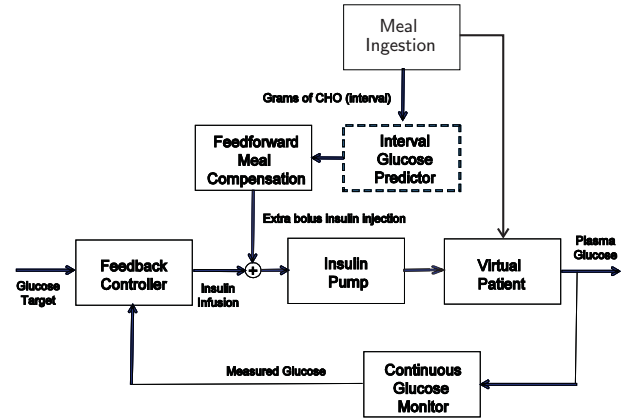 Meal
Ingestion
Grams of CHO (interval)
Feedforward
Meal
Compensation
Interval
Glucose
Predictor
Extra bolus insulin injection
Plasma
Glucose
Feedback
Controller
Insulin
Pump
Virtual
Patient
Glucose
Target
Insulin
Infusion
Measured Glucose
Continuous
Glucose
Monitor